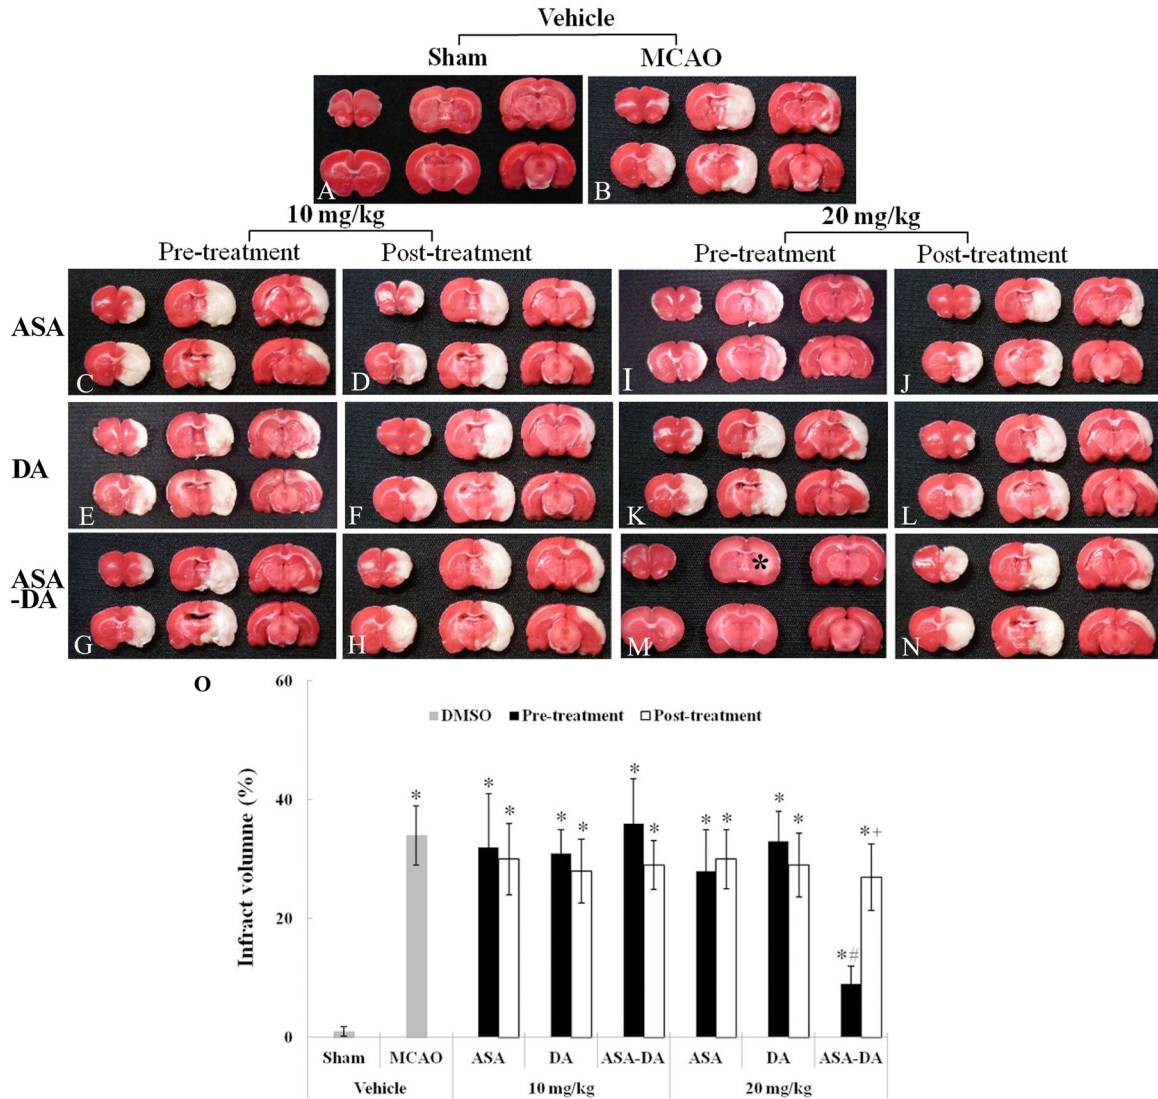 Vehicle
Sham MCAO
A B
10 mg/kg 20 mg/kg
Pre-treatment Post-treatment Pre-treatment Post-treatment
ASA
C D I J
DA
E F K L
ASA
-DA
*
G H M N
O
60
DMSO Pre-treatment Post-treatment
40
20
0
Infract volumne (%)
* * * * * * * * * * * * *# *+
Sham MCAO ASA DA ASA-DA ASA DA ASA-DA
Vehicle 10 mg/kg 20 mg/kg